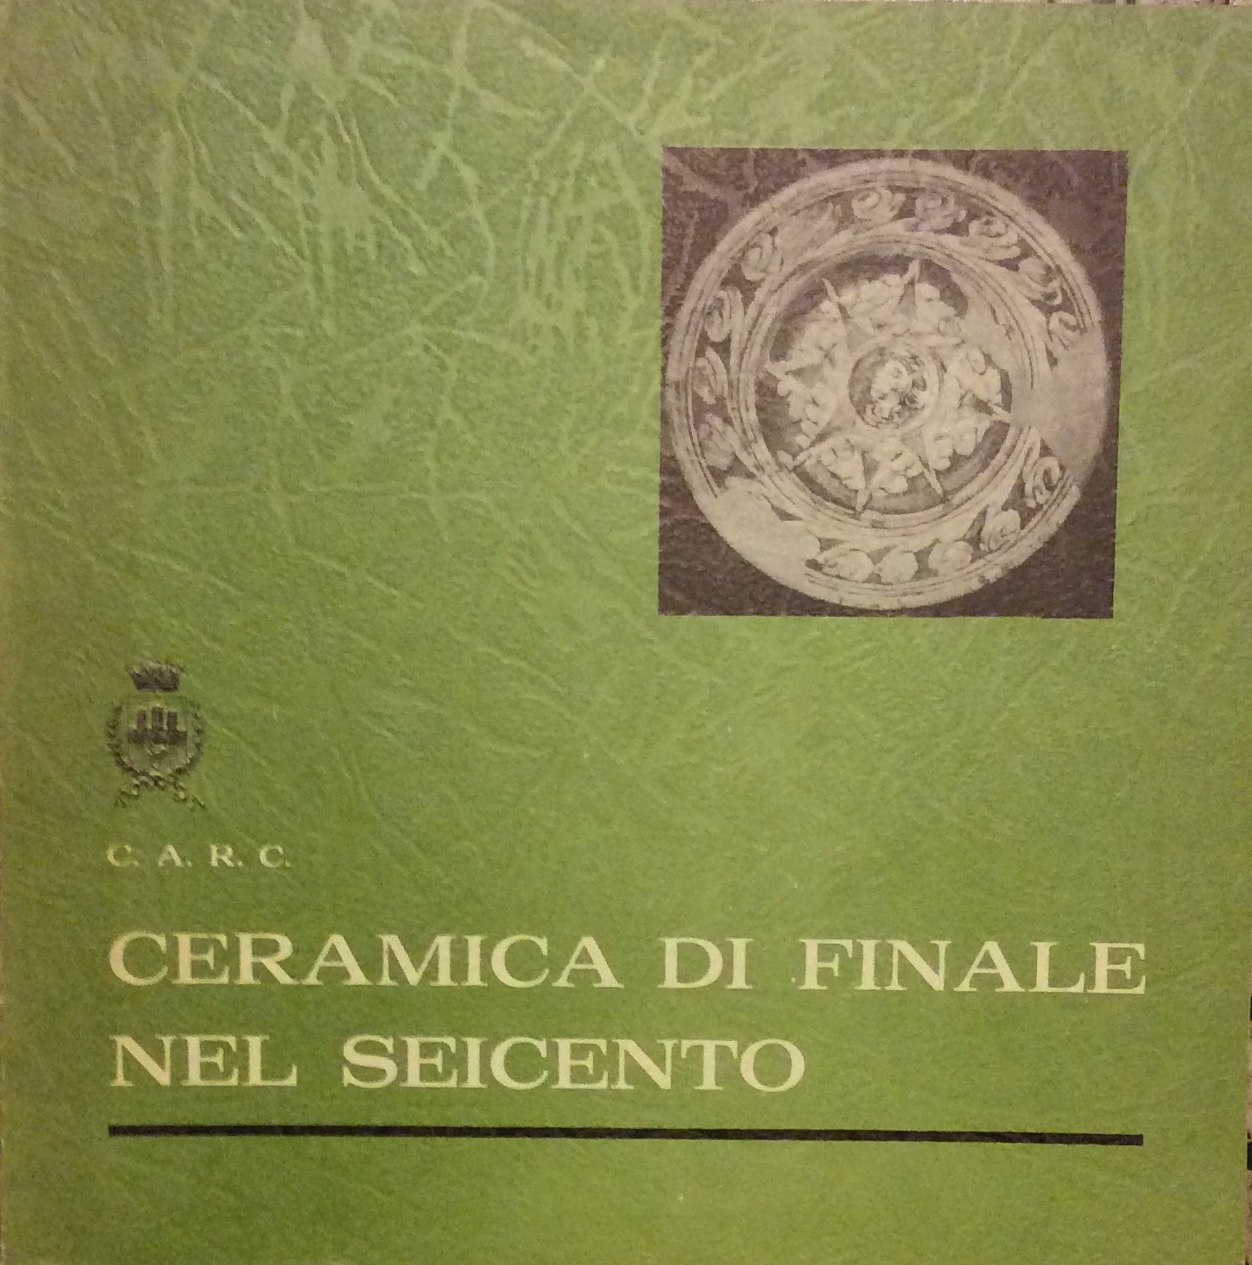 C. A. R. C.
CERAMICA DI FINALE
NEL SEICENTO